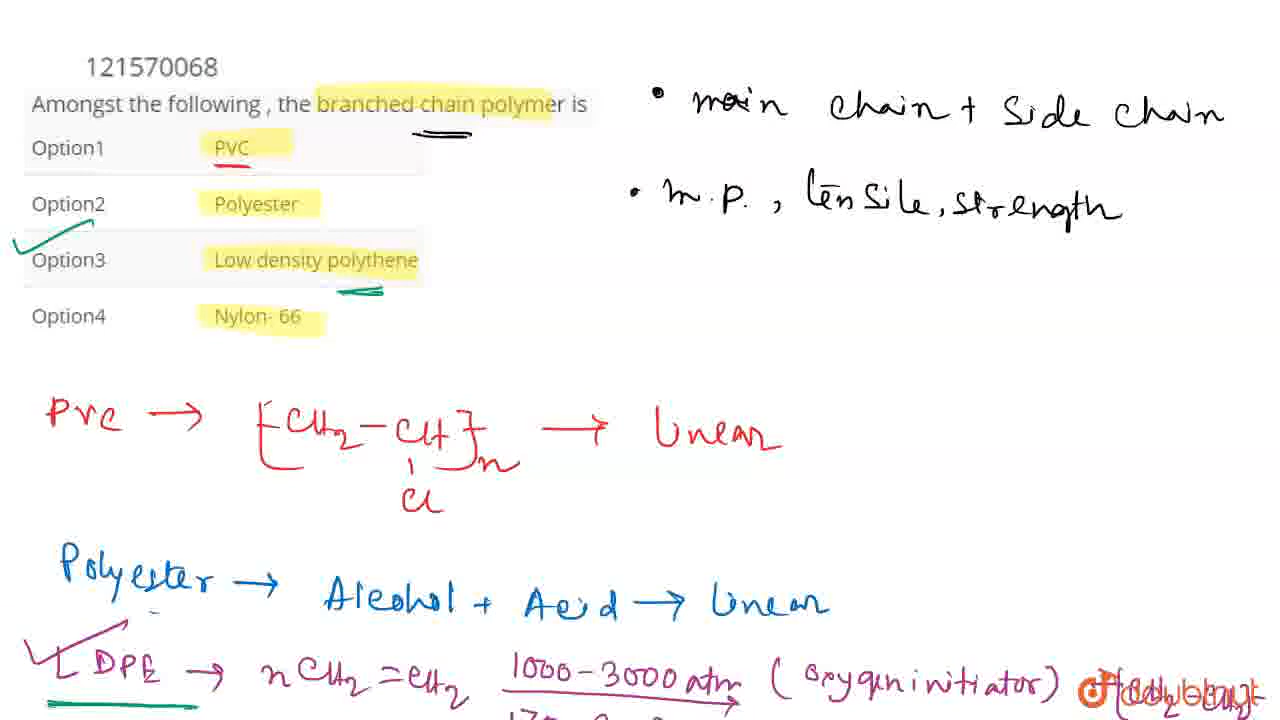 121570068
Amongst the following , the branched chain polymer is
Option1 PVC
Option2 Polyester
Option3 Low density polythene
Option4 Nylon- 66
• main chain + side chain
• m.p. , tensile, strength
PVC → [CH2-CH]n → linear
Cl
Polyester → Alcohol + Acid → linear
LDPE → nCH2=CH2 1000-3000 atm (oxygen initiator)
doubtnut